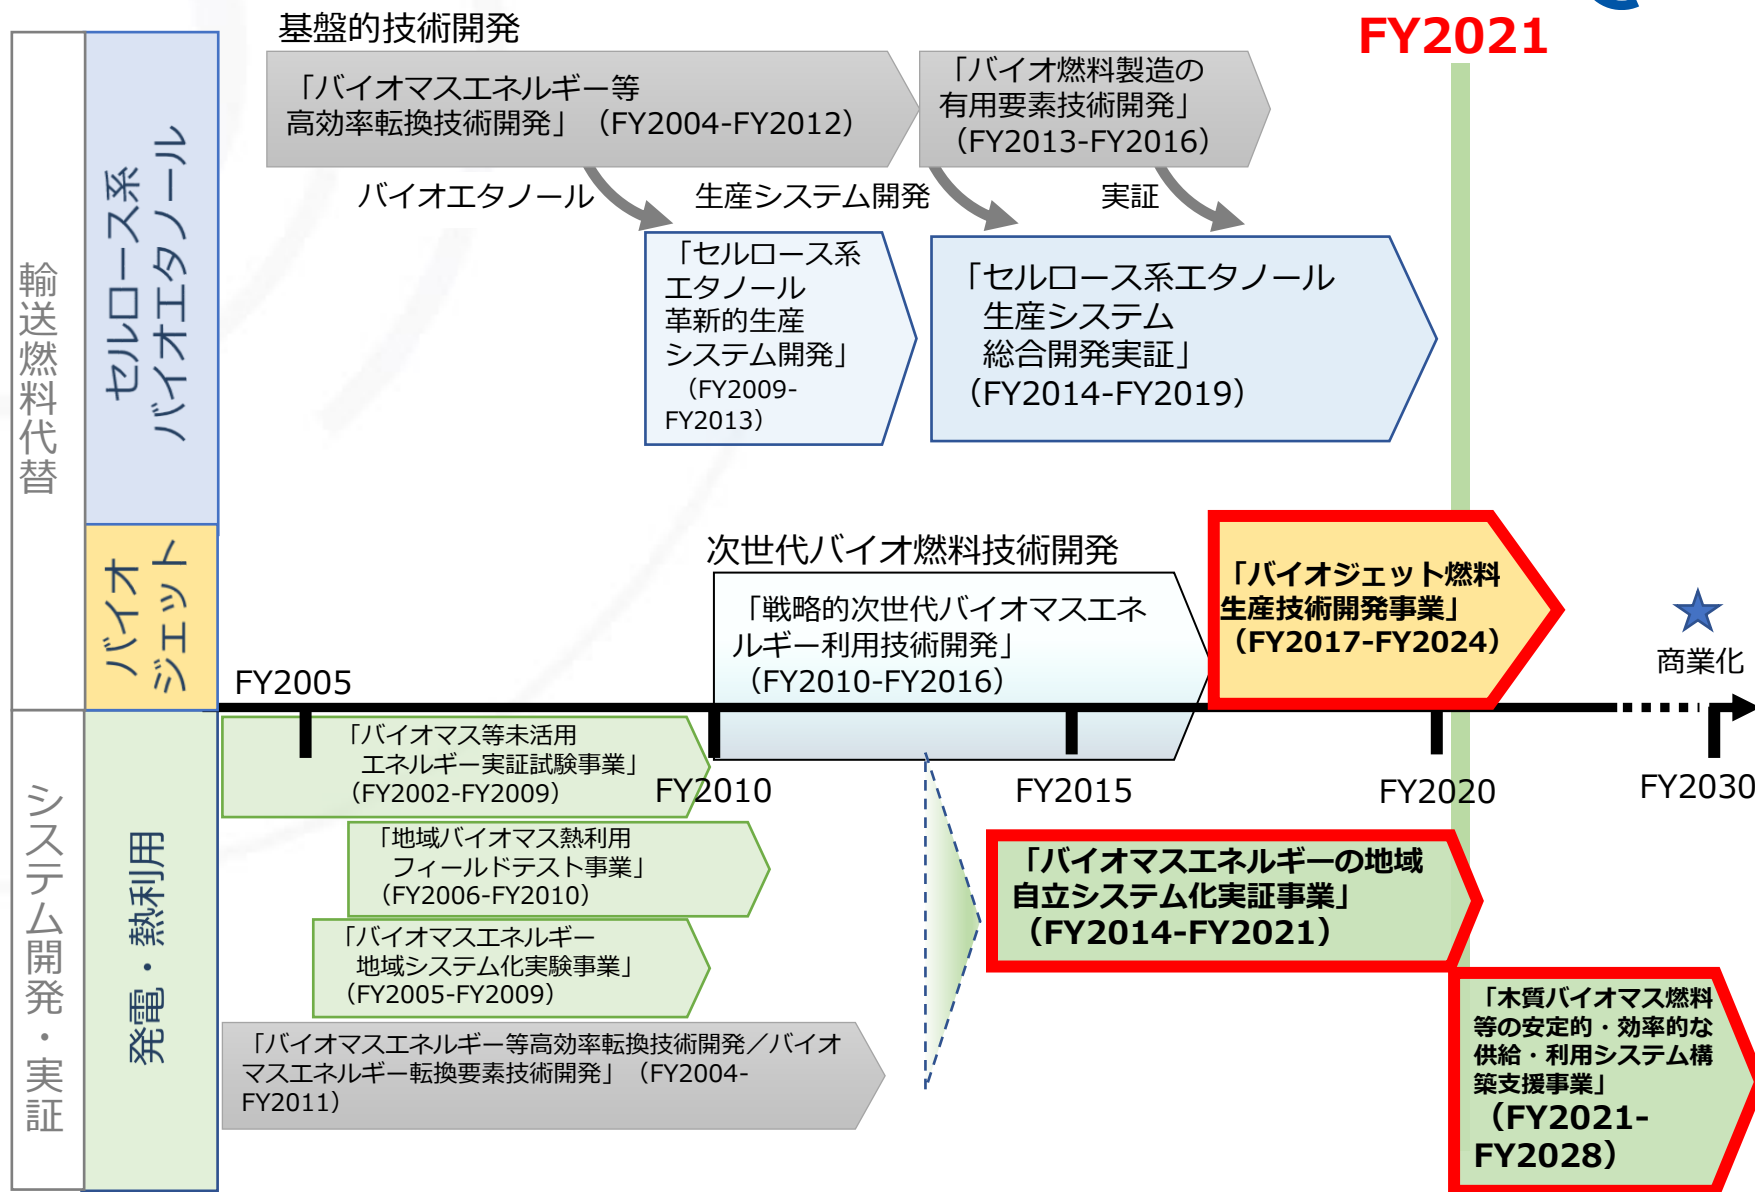 FY2021
基盤的技術開発
「バイオマスエネルギー等
高効率転換技術開発」（FY2004-FY2012）
「バイオ燃料製造の
有用要素技術開発」
（FY2013-FY2016）
バイオエタノール
生産システム開発
実証
輸送燃料代替
セルロース系
バイオエタノール
「セルロース系
エタノール
革新的生産
システム開発」
（FY2009-
FY2013）
「セルロース系エタノール
生産システム
総合開発実証」
（FY2014-FY2019）
バイオ
ジェット
次世代バイオ燃料技術開発
「戦略的次世代バイオマスエネ
ルギー利用技術開発」
（FY2010-FY2016）
「バイオジェット燃料
生産技術開発事業」
（FY2017-FY2024）
商業化
FY2005
FY2010
FY2015
FY2020
FY2030
システム開発・実証
発電・熱利用
「バイオマス等未活用
エネルギー実証試験事業」
（FY2002-FY2009）
「地域バイオマス熱利用
フィールドテスト事業」
（FY2006-FY2010）
「バイオマスエネルギー
地域システム化実験事業」
（FY2005-FY2009）
「バイオマスエネルギー等高効率転換技術開発／バイオ
マスエネルギー転換要素技術開発」（FY2004-
FY2011）
「バイオマスエネルギーの地域
自立システム化実証事業」
（FY2014-FY2021）
「木質バイオマス燃料
等の安定的・効率的な
供給・利用システム構
築支援事業」
（FY2021-
FY2028）